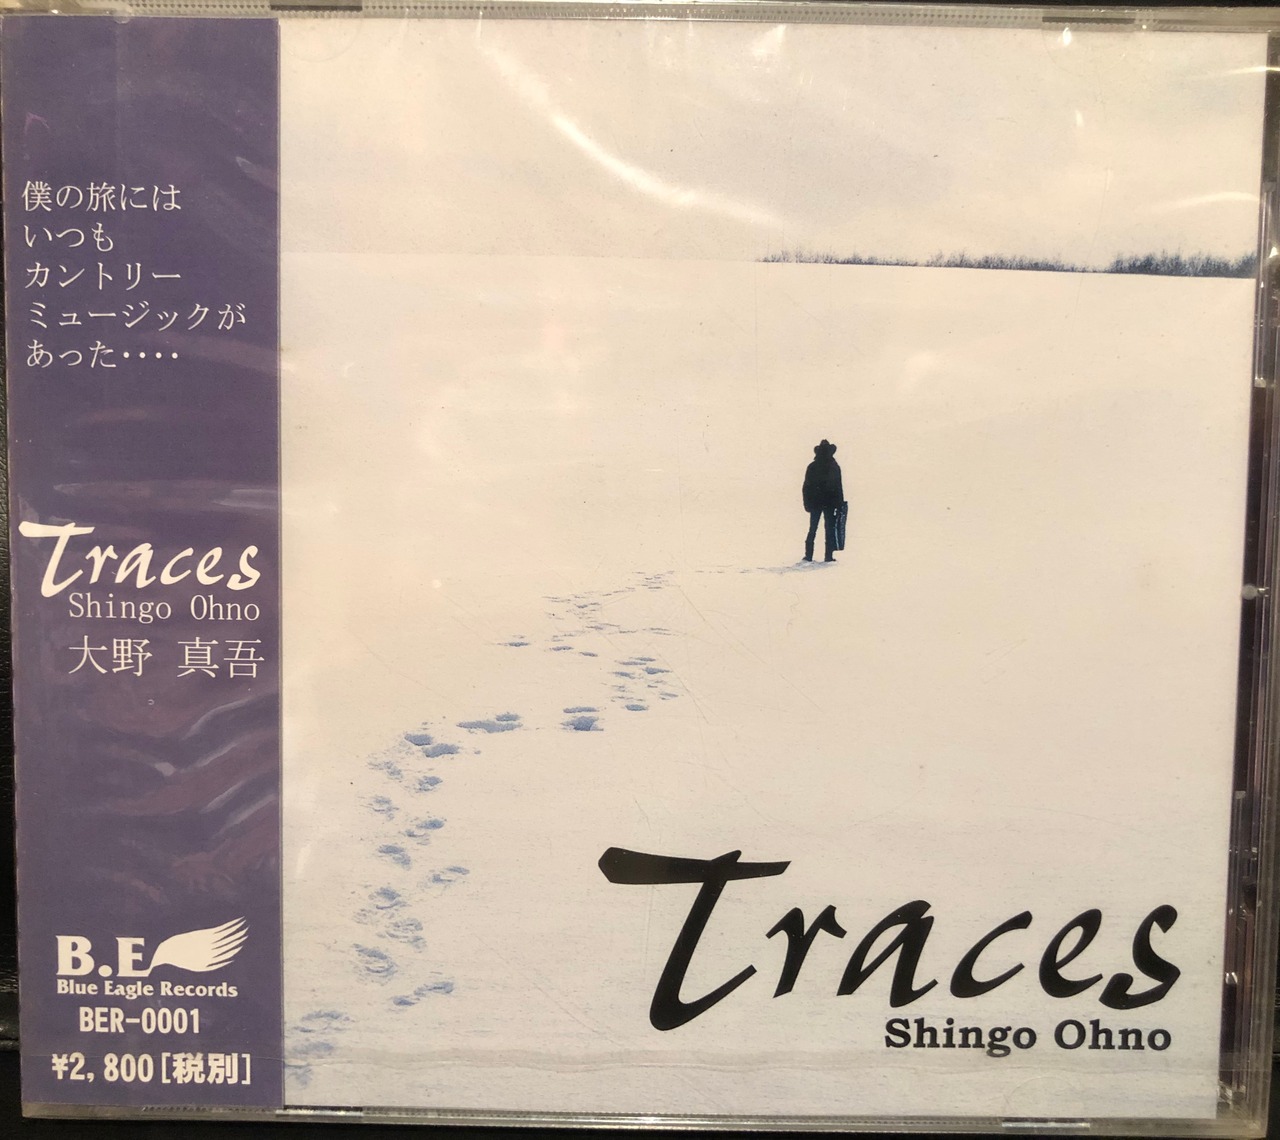 僕の旅には
いつも
カントリー
ミュージックが
あった････
Traces
Shingo Ohno
大野 真吾
B.E
Blue Eagle Records
BER-0001
¥2,800[税別]
Traces
Shingo Ohno